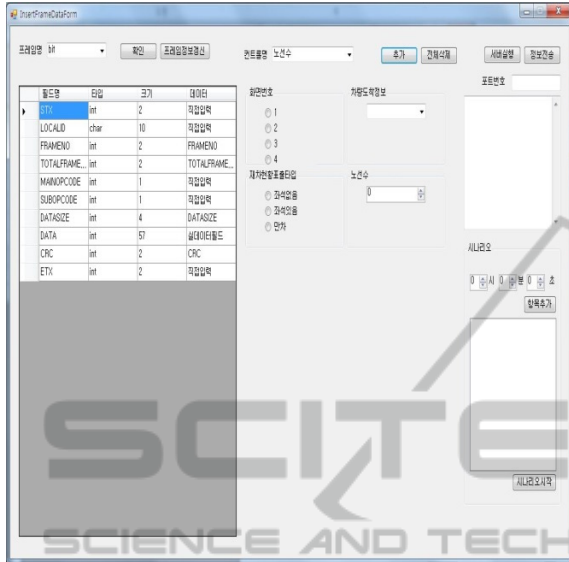 InsertFrameDataForm
프레임명 bit 확인 프레임정보갱신 컨트롤명 노선수 추가 전체삭제 서버실행 정보전송
포트번호
필드명 타입 크기 데이터
STX int 2 직접입력
LOCALID char 10 직접입력
FRAMENO int 2 FRAMENO
TOTALFRAME... int 2 TOTALFRAME...
MAINOPCODE int 1 직접입력
SUBOPCODE int 1 직접입력
DATASIZE int 4 DATASIZE
DATA int 57 실데이터필드
CRC int 2 CRC
ETX int 2 직접입력
화면번호
1
2
3
4
차량도착정보
재차현황표출타입
좌석없음
좌석있음
만차
노선수
0
시나리오
0 시 0 분 0 초
항목추가
시나리오시작
SCITE
SCIENCE AND TECH